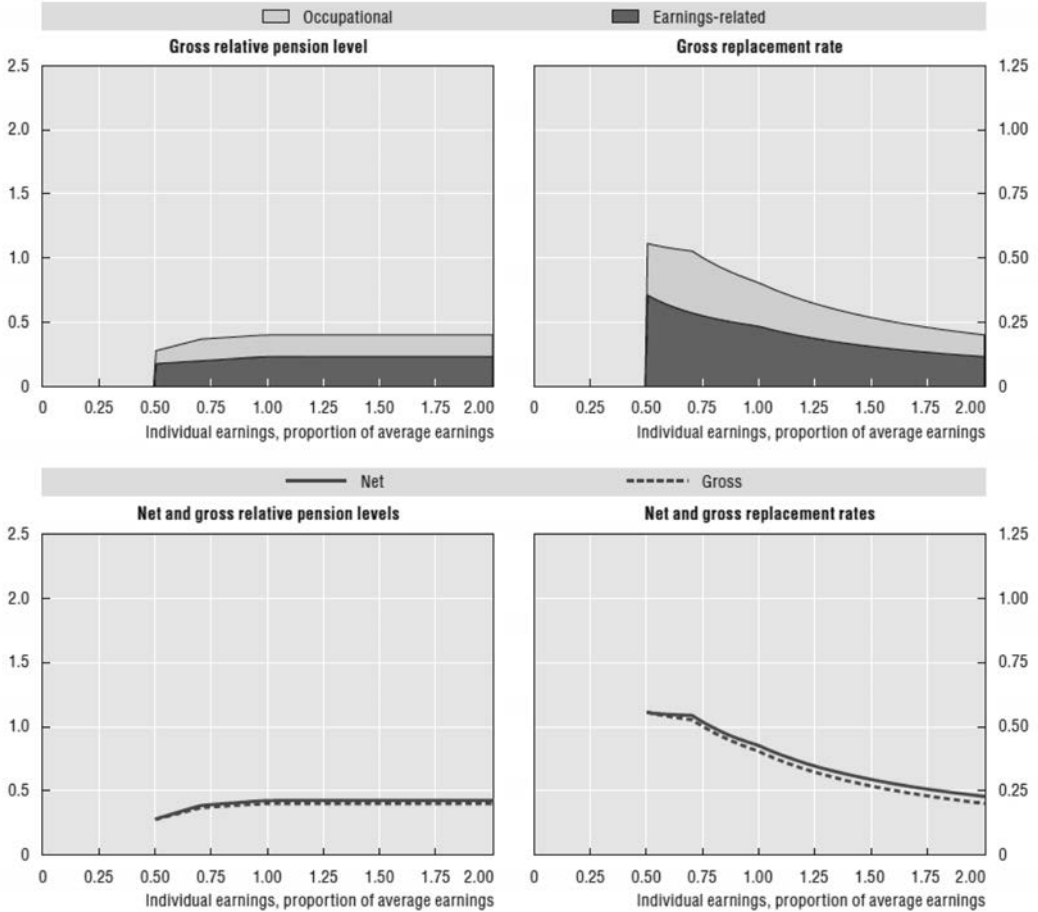 Occupational Earnings-related
Gross relative pension level Gross replacement rate
2.5 1.25
2.0 1.00
1.5 0.75
1.0 0.50
0.5 0.25
0 0
0 0.25 0.50 0.75 1.00 1.25 1.50 1.75 2.00 0 0.25 0.50 0.75 1.00 1.25 1.50 1.75 2.00
Individual earnings, proportion of average earnings Individual earnings, proportion of average earnings
Net Gross
Net and gross relative pension levels Net and gross replacement rates
2.5 1.25
2.0 1.00
1.5 0.75
1.0 0.50
0.5 0.25
0 0
0 0.25 0.50 0.75 1.00 1.25 1.50 1.75 2.00 0 0.25 0.50 0.75 1.00 1.25 1.50 1.75 2.00
Individual earnings, proportion of average earnings Individual earnings, proportion of average earnings